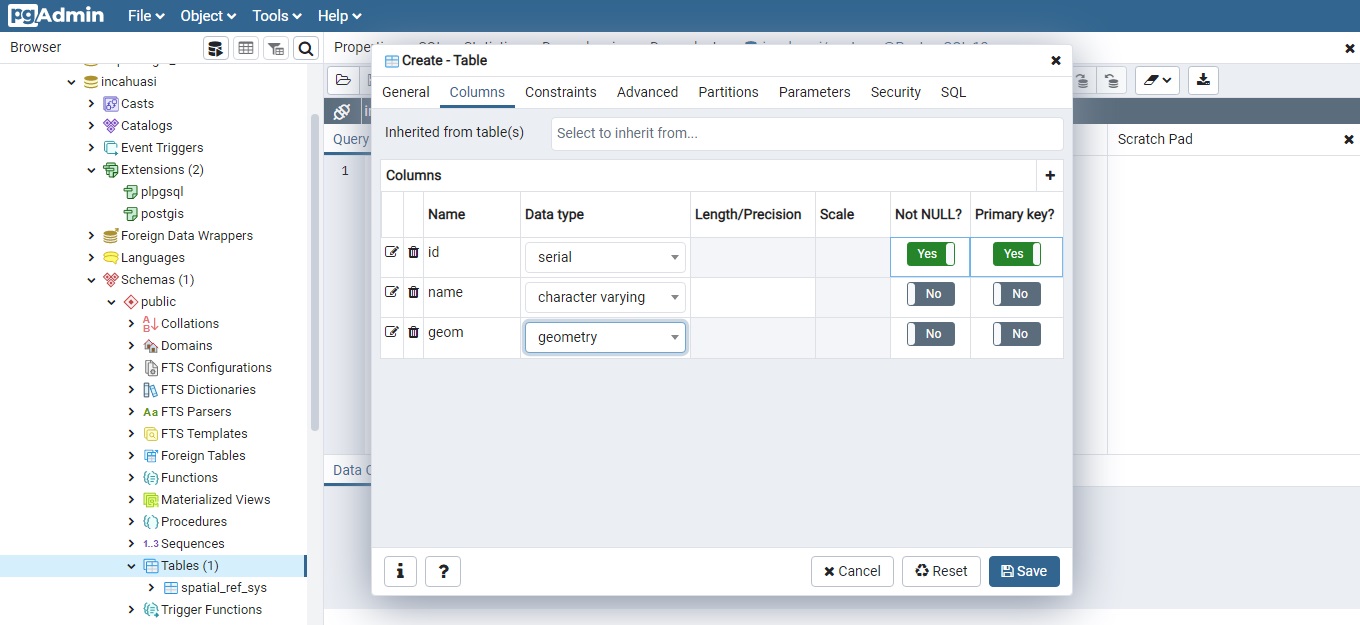 pgAdmin File Object Tools Help
Browser
incahuasi
Casts
Catalogs
Event Triggers
Extensions (2)
plpgsql
postgis
Foreign Data Wrappers
Languages
Schemas (1)
public
Collations
Domains
FTS Configurations
FTS Dictionaries
Aa FTS Parsers
FTS Templates
Foreign Tables
Functions
Materialized Views
Procedures
1..3 Sequences
Tables (1)
spatial_ref_sys
Trigger Functions
Query
1
Data
Scratch Pad
Create - Table
General Columns Constraints Advanced Partitions Parameters Security SQL
Inherited from table(s) Select to inherit from...
Columns +
Name Data type Length/Precision Scale Not NULL? Primary key?
id serial Yes Yes
name character varying No No
geom geometry No No
i ? Cancel Reset Save